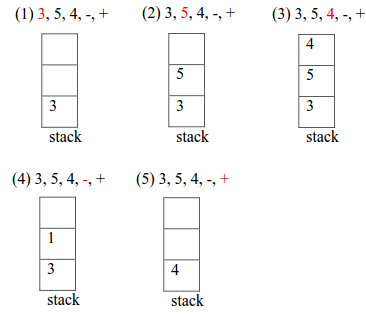 (1) 3, 5, 4, -, + (2) 3, 5, 4, -, + (3) 3, 5, 4, -, +
4
5 5
3 3 3
stack stack stack
(4) 3, 5, 4, -, + (5) 3, 5, 4, -, +
1
3 4
stack stack